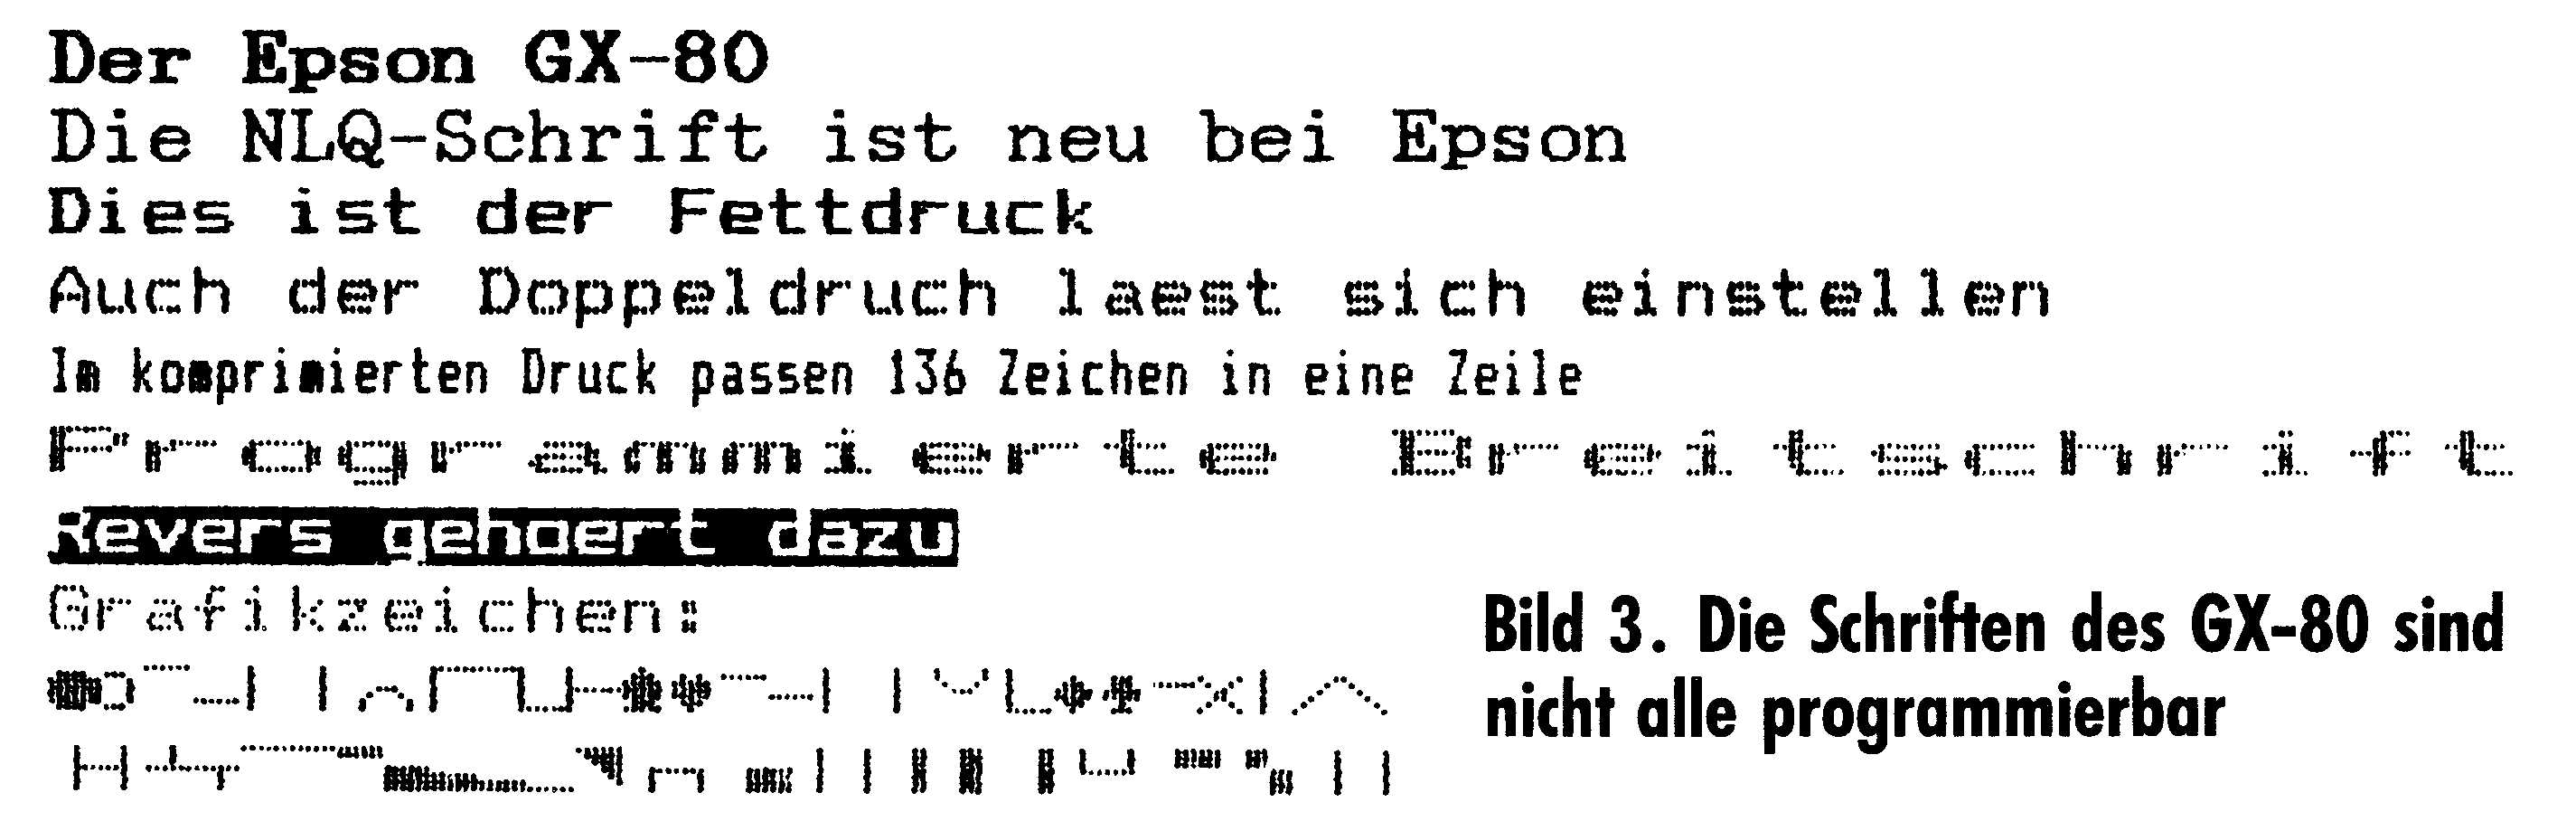 Der Epson GX-80
Die NLQ-Schrift ist neu bei Epson
Dies ist der Fettdruck
Auch der Doppeldruch laest sich einstellen
Im komprimierten Druck passen 136 Zeichen in eine Zeile
Programmierte Breitschrift
Revers gehoert dazu
Grafikzeichen:
Bild 3. Die Schriften des GX-80 sind
nicht alle programmierbar